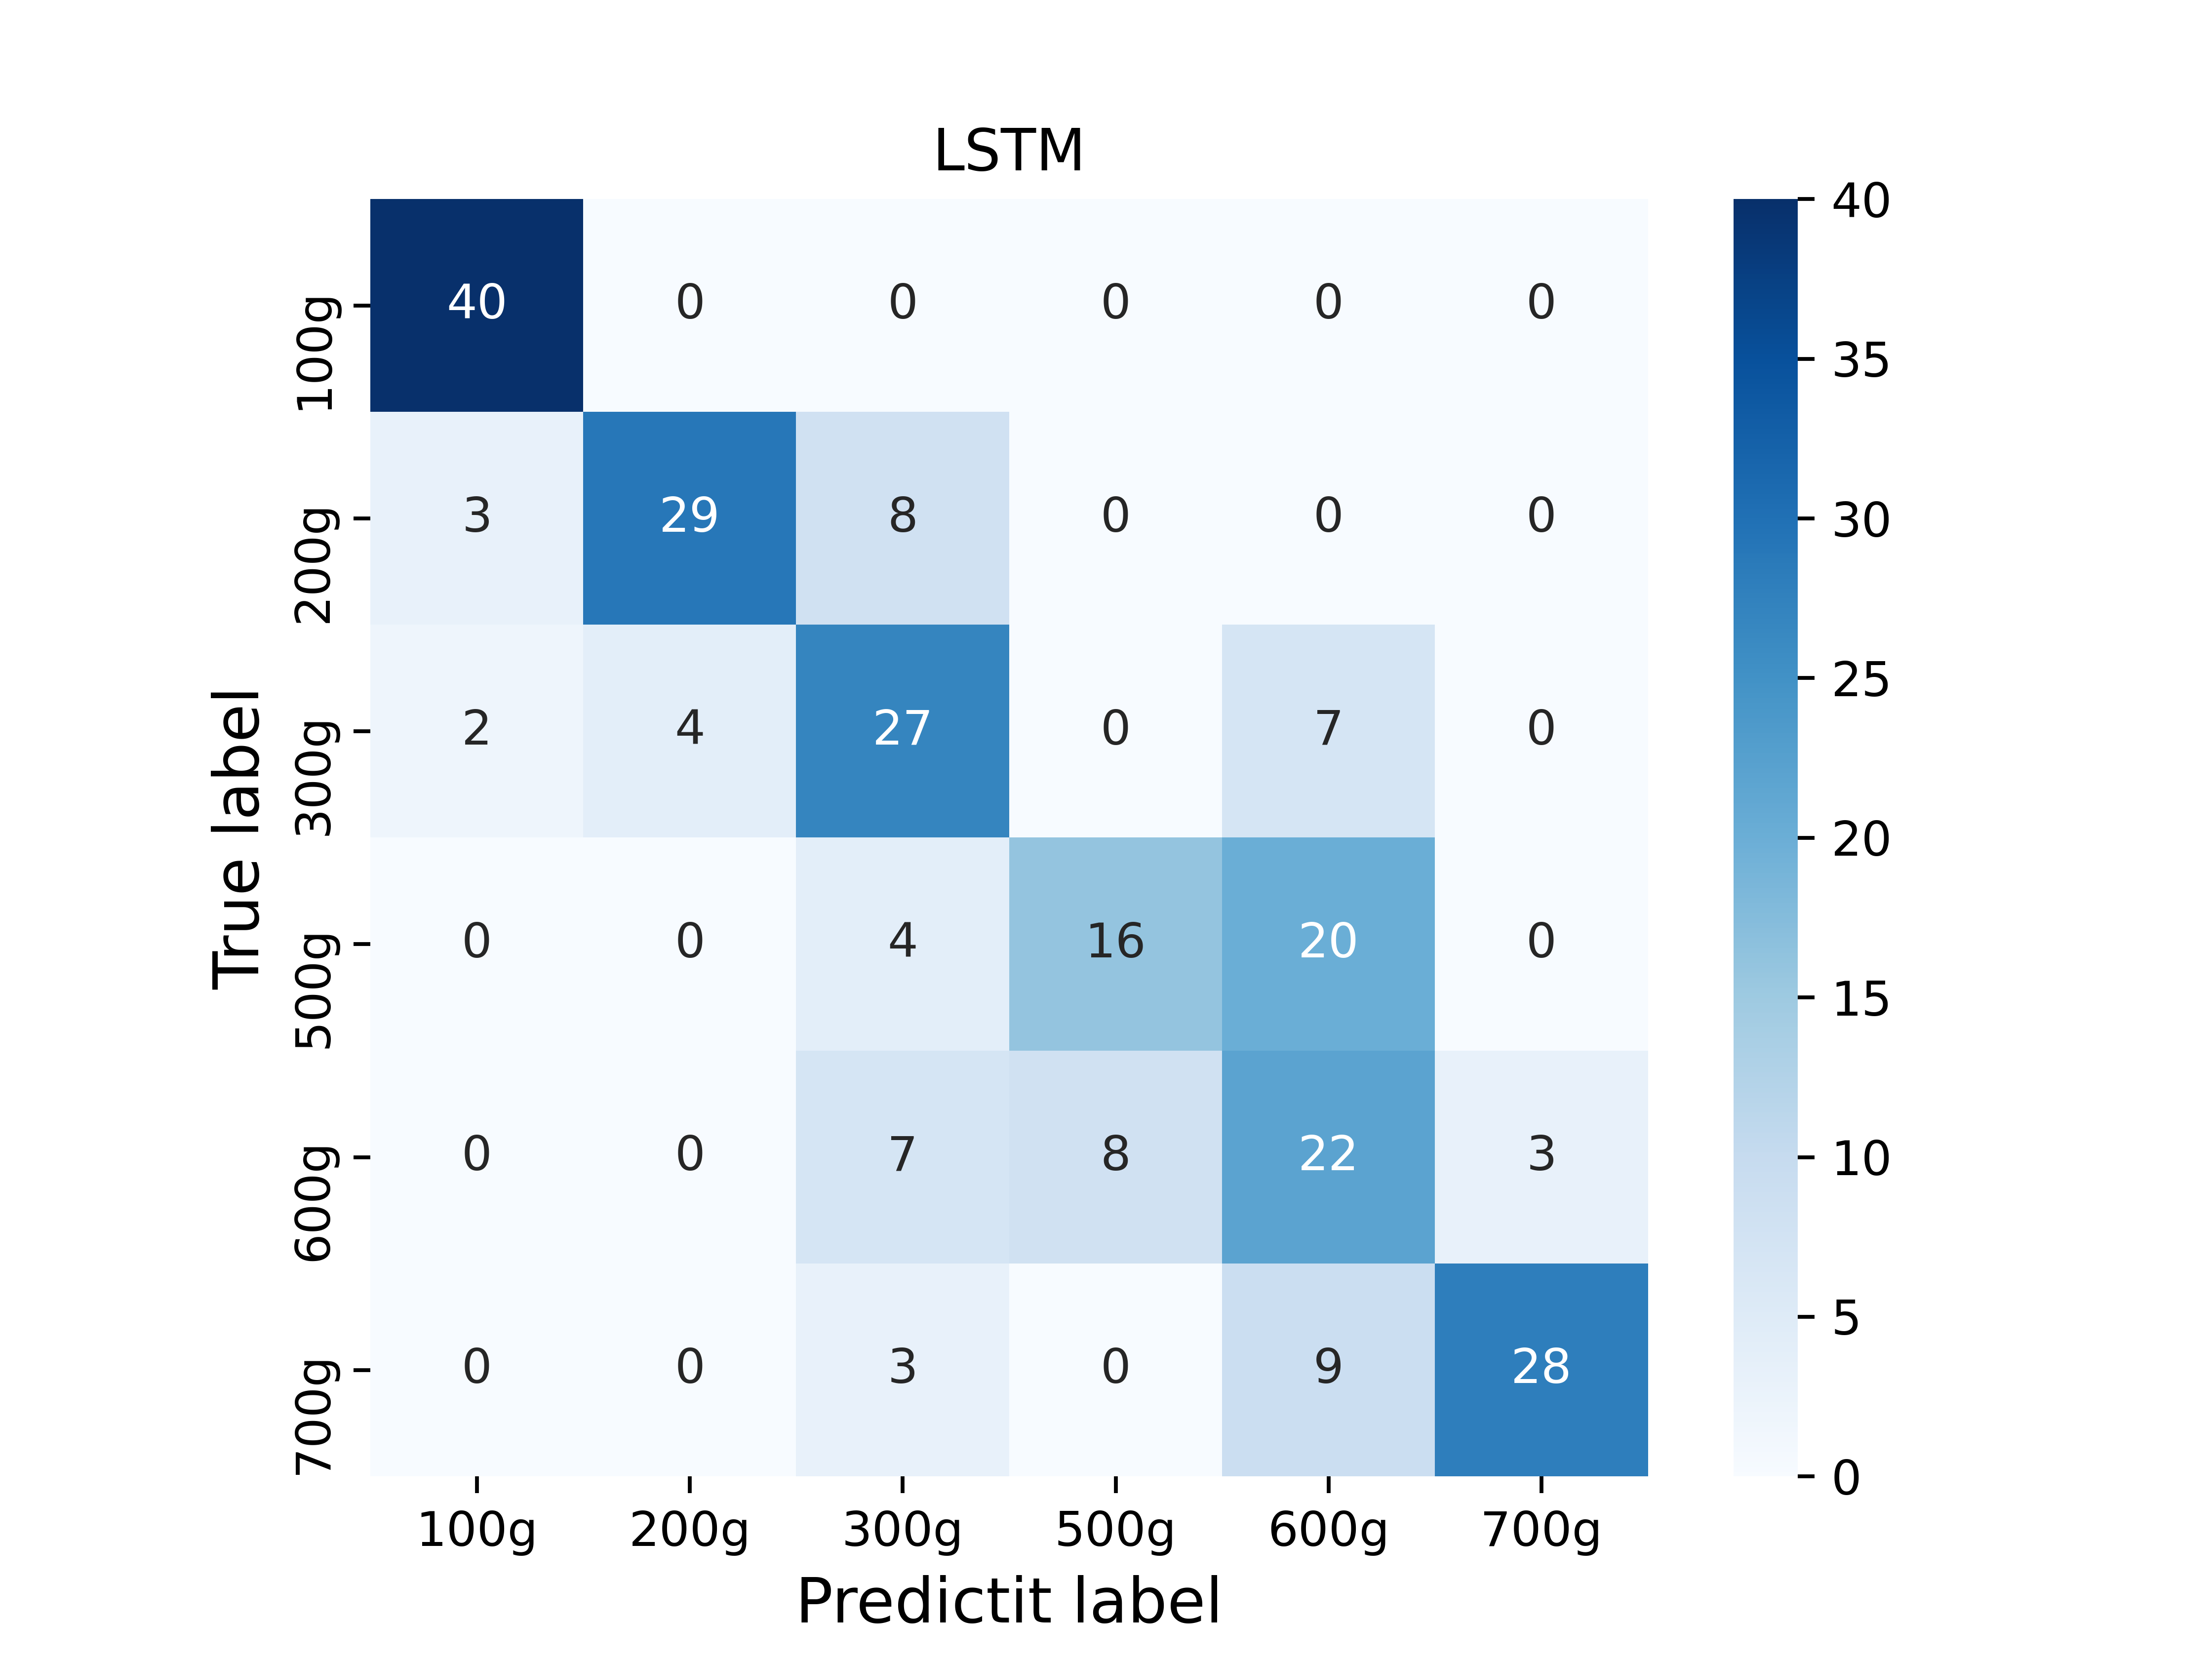 LSTM
40
100g 40 0 0 0 0 0
35
200g 3 29 8 0 0 0
30
300g 2 4 27 0 7 0
25
500g 0 0 4 16 20 0
20
600g 0 0 7 8 22 3
15
700g 0 0 3 0 9 28
10
5
0
True label
100g 200g 300g 500g 600g 700g
Predictit label